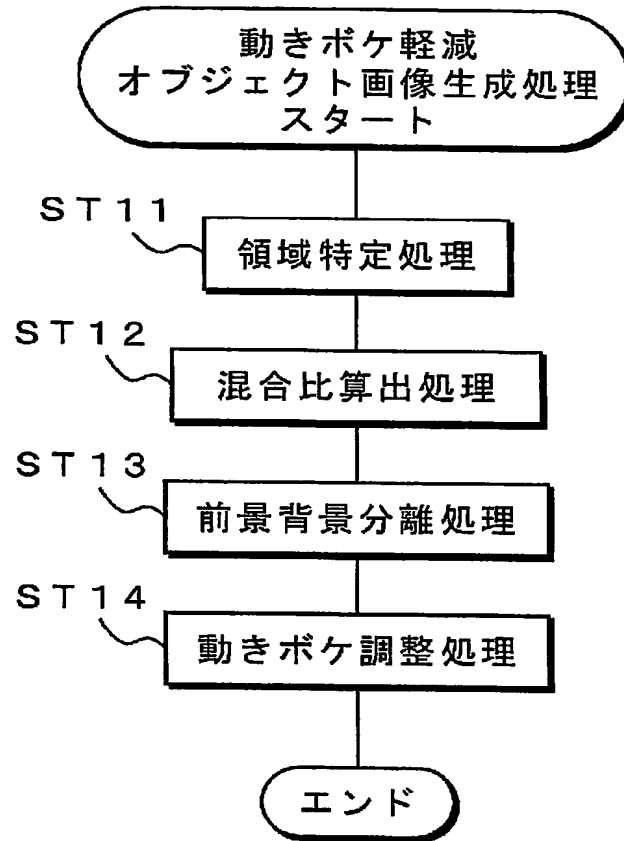 動きボケ軽減
オブジェクト画像生成処理
スタート
ST11
領域特定処理
ST12
混合比算出処理
ST13
前景背景分離処理
ST14
動きボケ調整処理
エンド